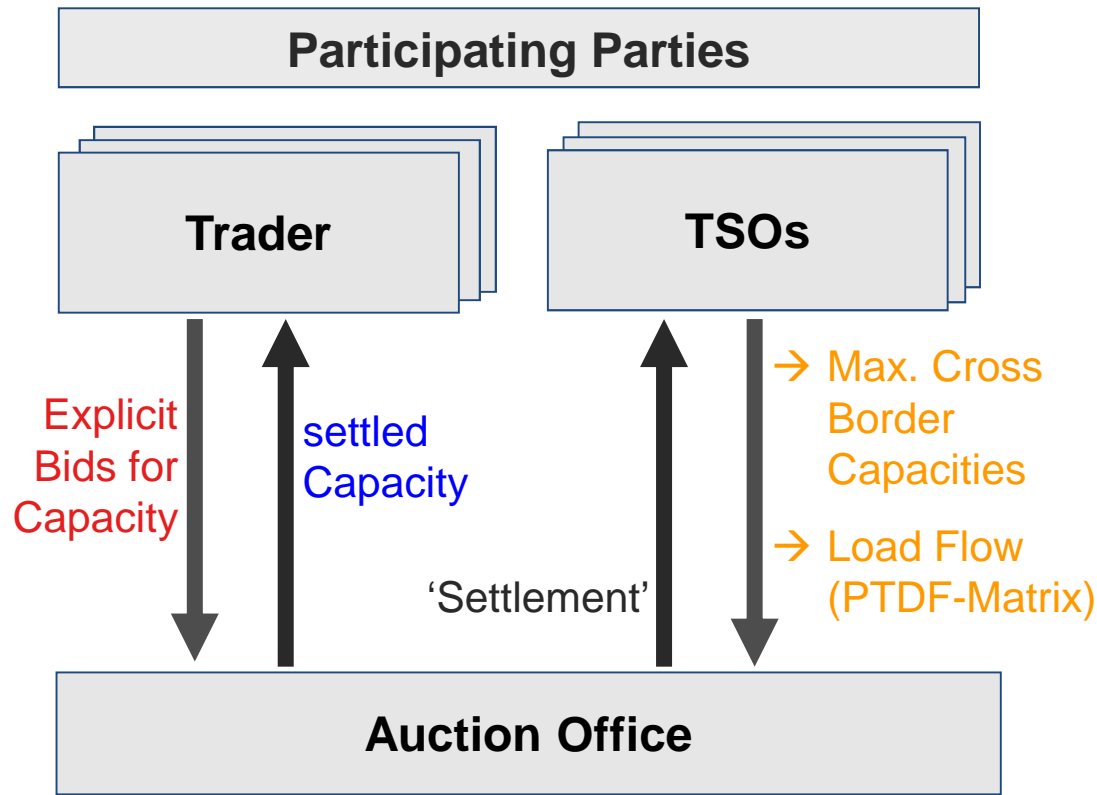 Participating Parties
Trader
TSOs
Explicit
Bids for
Capacity
settled
Capacity
‘Settlement’
→ Max. Cross
Border
Capacities
→ Load Flow
(PTDF-Matrix)
Auction Office